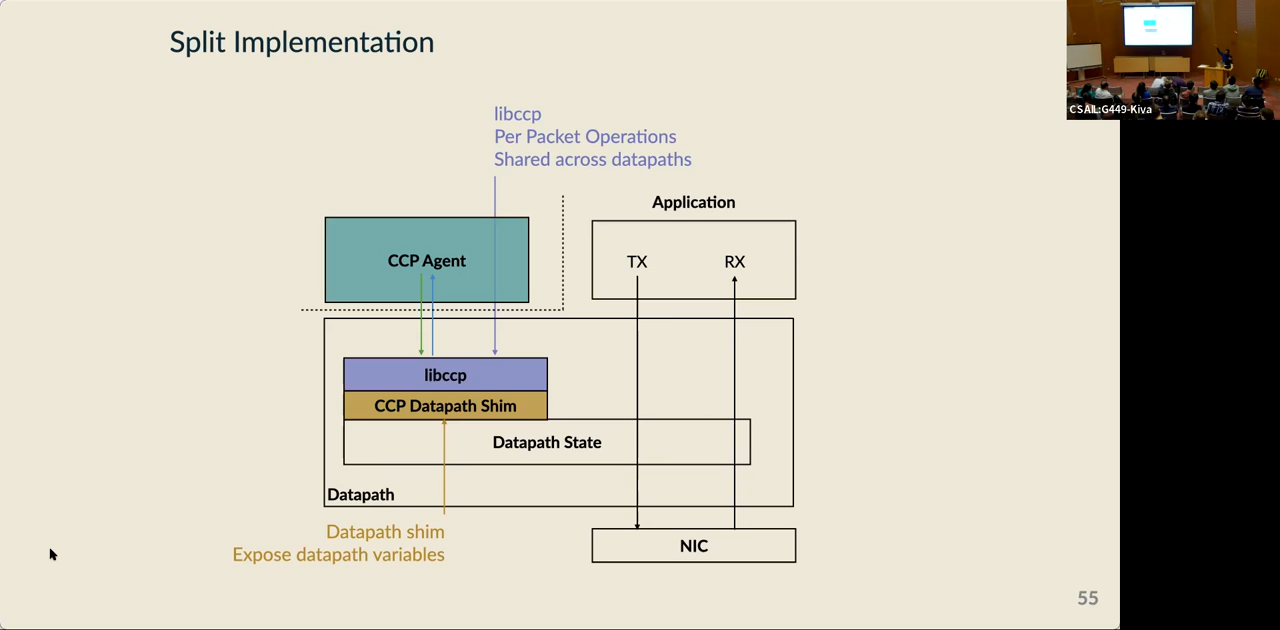 Split Implementation
CSAIL:G449-Kiva
libccp
Per Packet Operations
Shared across datapaths
Application
CCP Agent
TX
RX
libccp
CCP Datapath Shim
Datapath State
Datapath
Datapath shim
Expose datapath variables
NIC
55